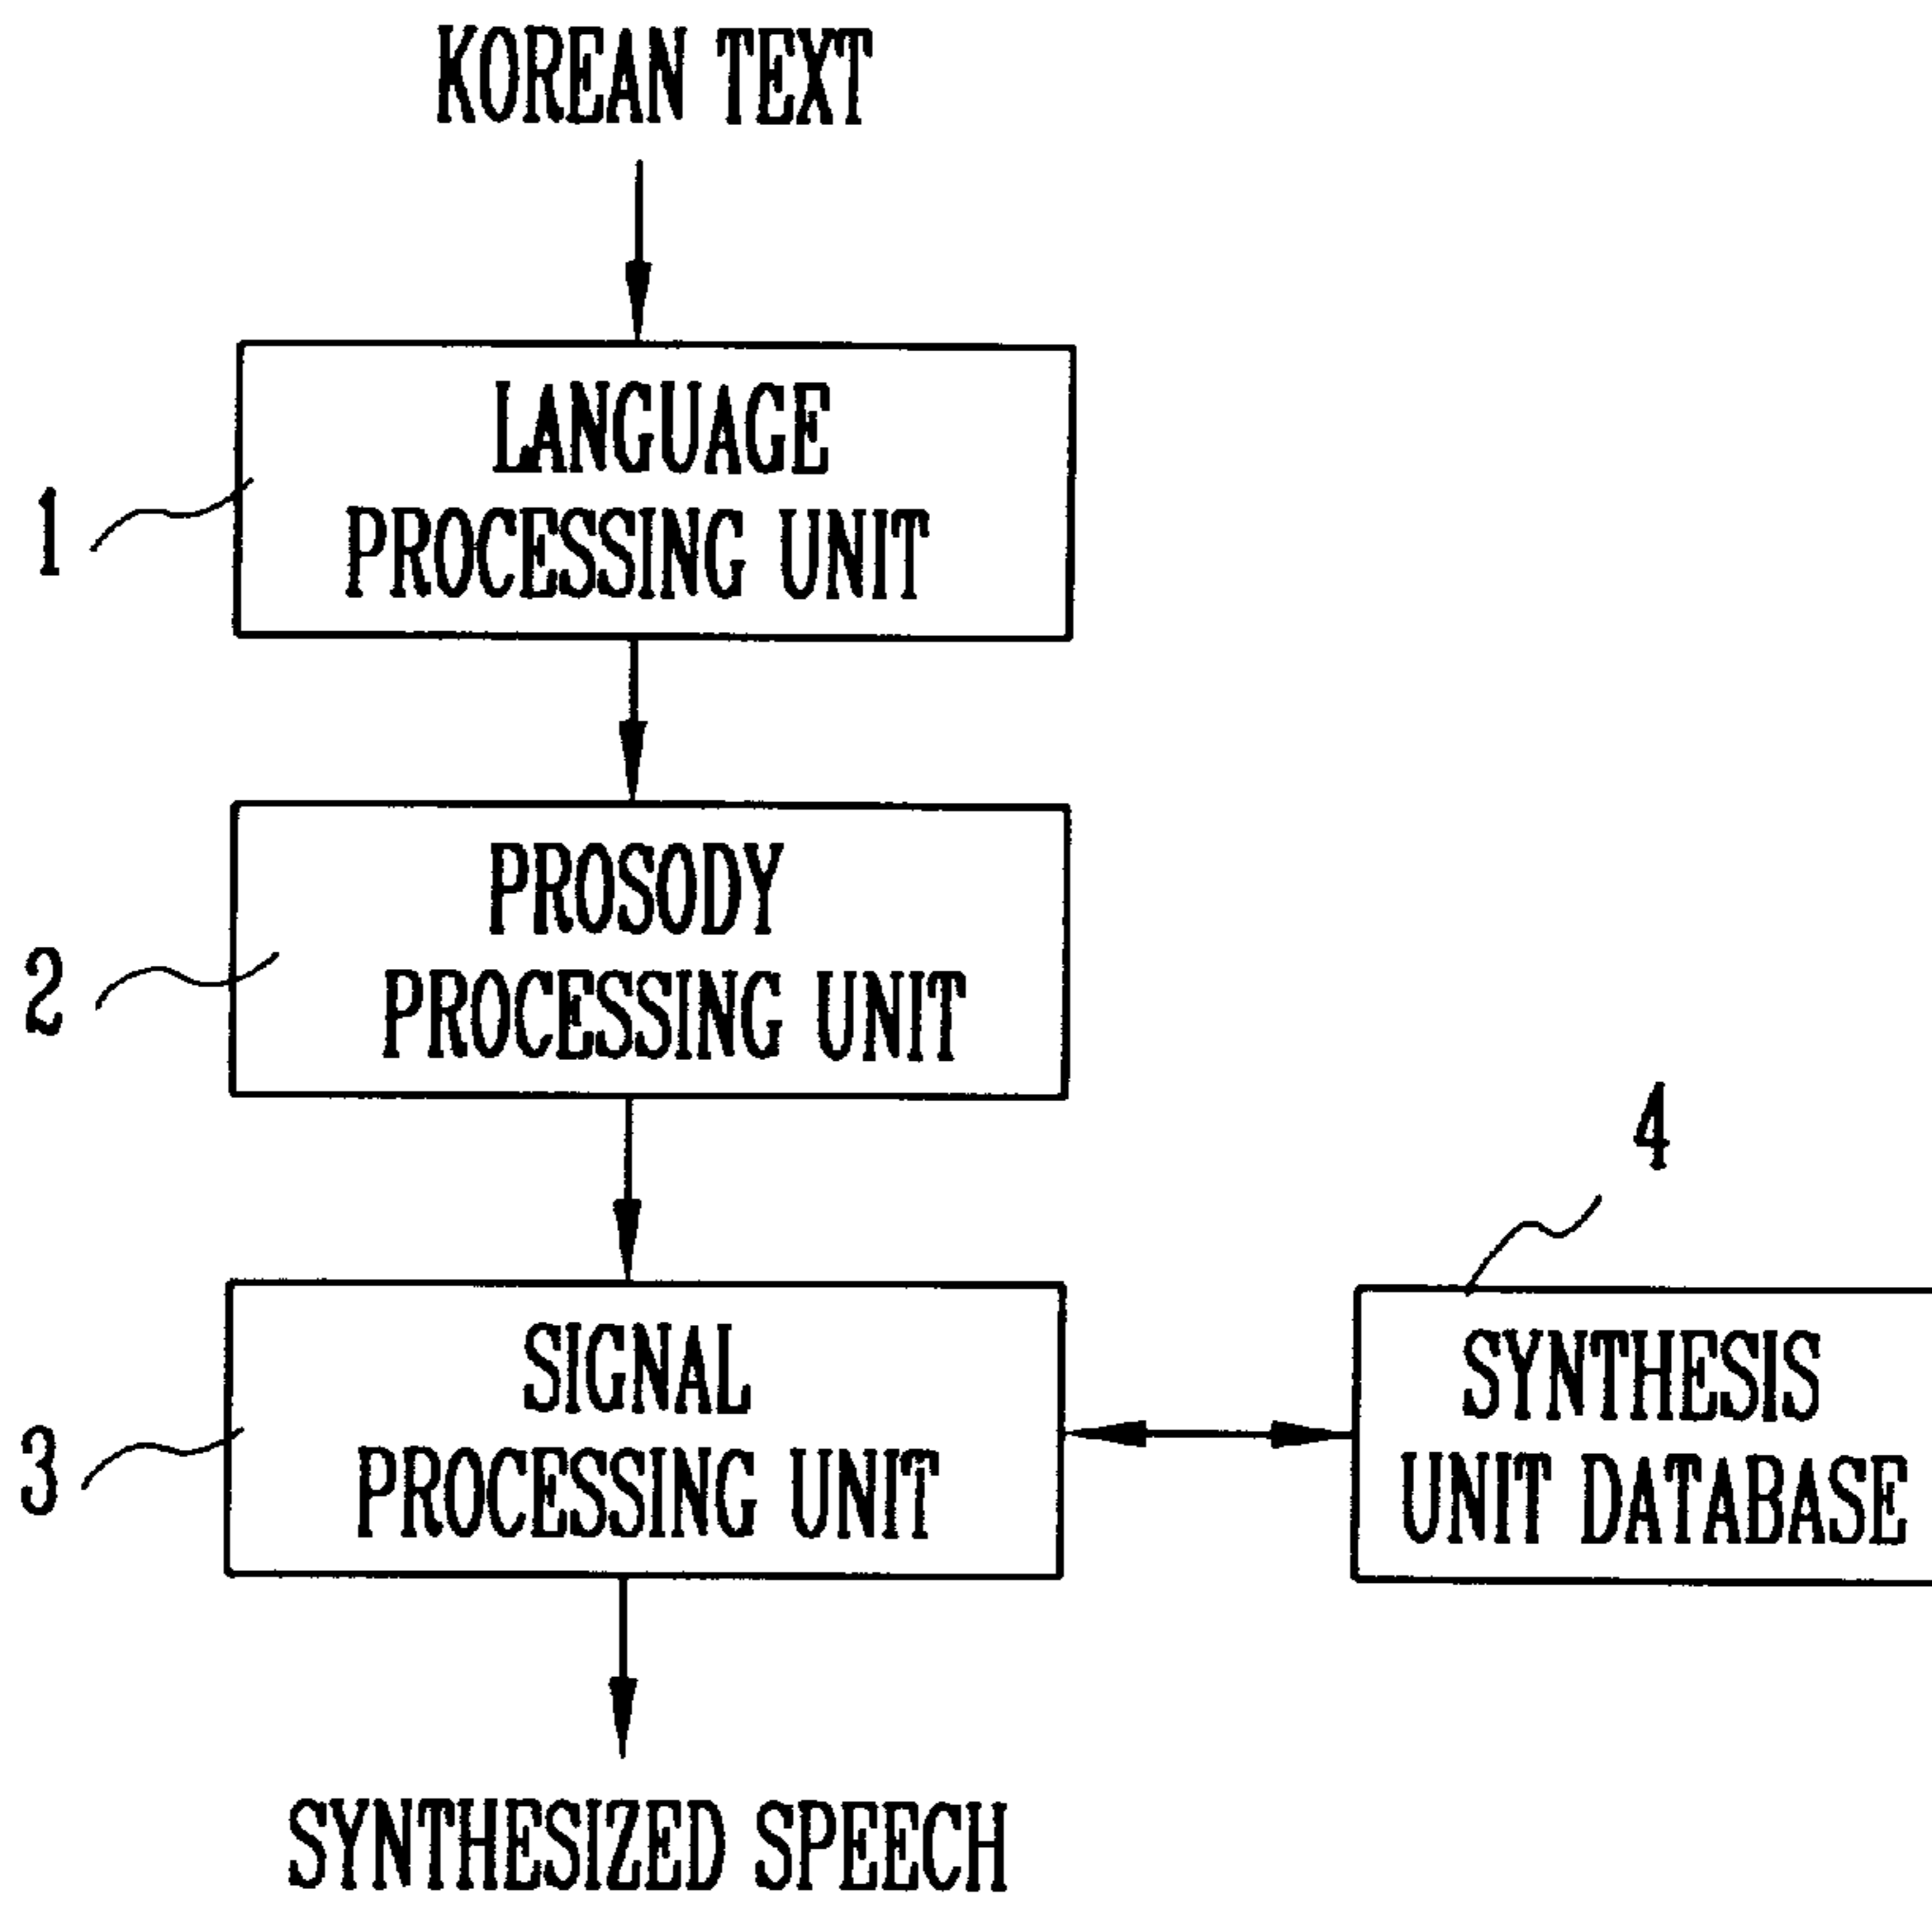 KOREAN TEXT
LANGUAGE
PROCESSING UNIT
1
PROSODY
PROCESSING UNIT
2
4
SIGNAL
PROCESSING UNIT
3
SYNTHESIS
UNIT DATABASE
SYNTHESIZED SPEECH